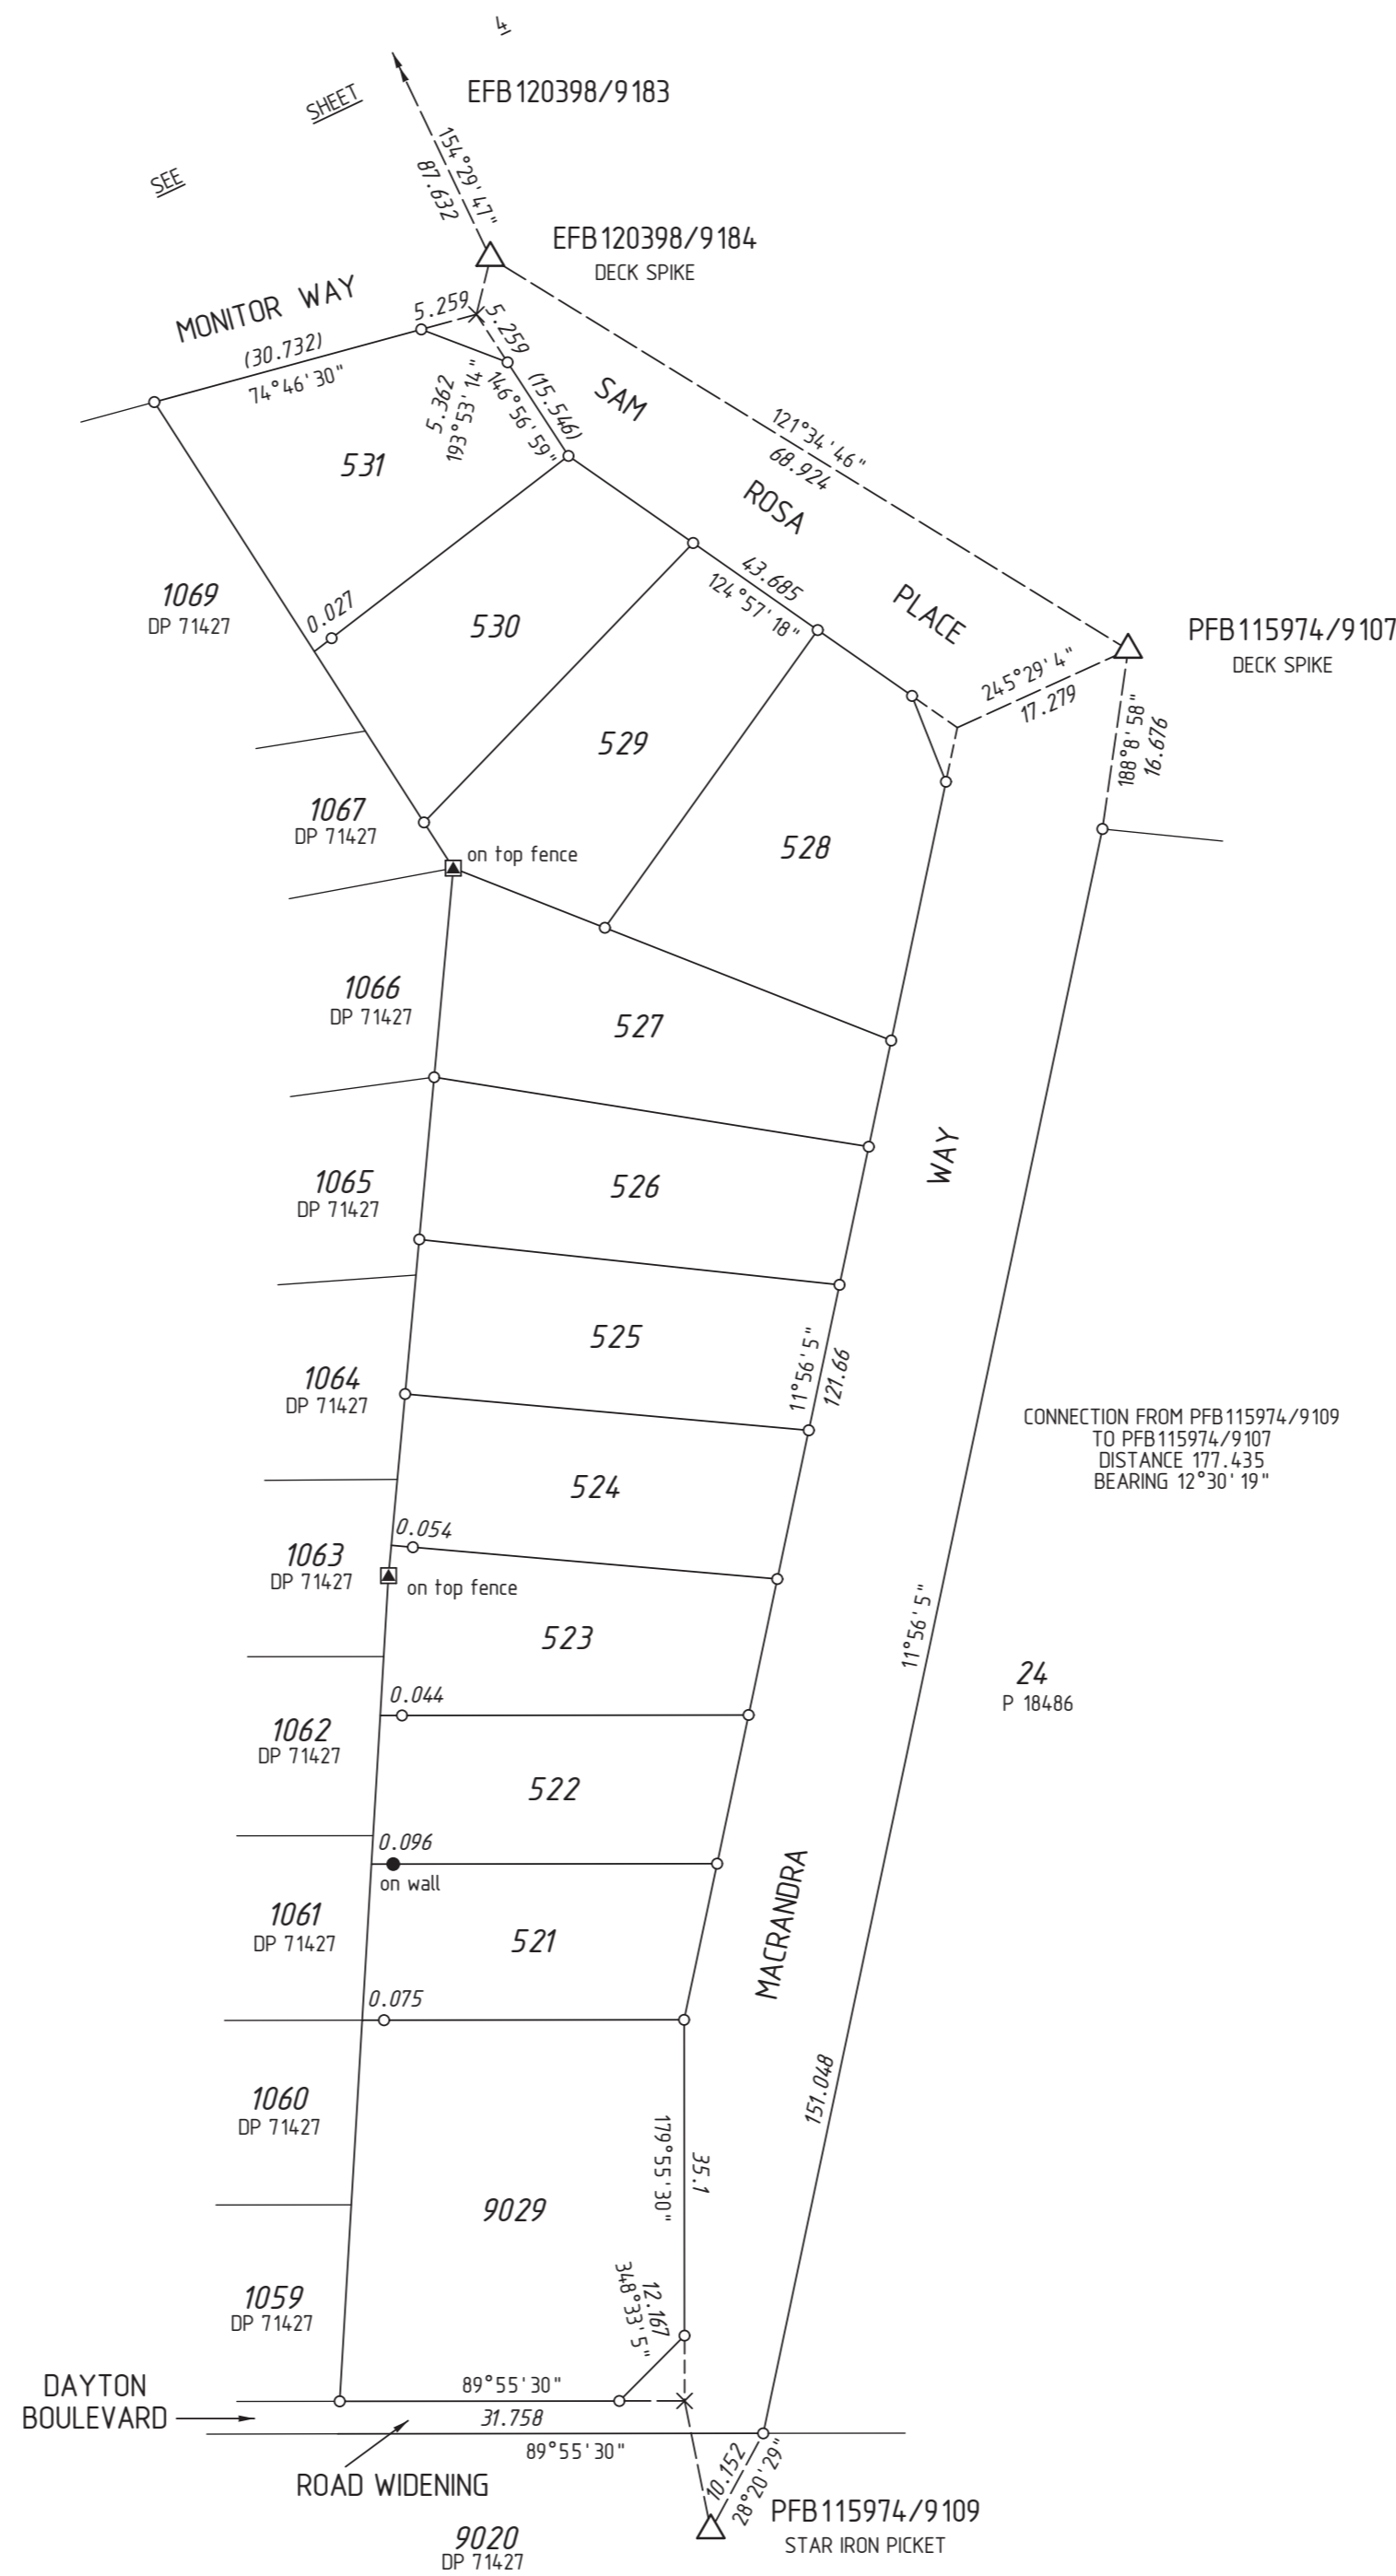 4
SHEET
SEE
EFB120398/9183
154°29'47"
87.632
EFB120398/9184
DECK SPIKE
MONITOR WAY
5.259
5.259
(30.732)
74°46'30"
5.362
193°53'14"
146°56'59"
(15.546)
SAM
ROSA
PLACE
121°34'46"
68.924
531
1069
DP 71427
0.027
530
43.685
124°57'18"
PFB115974/9107
DECK SPIKE
245°29'4"
17.279
188°8'58"
16.676
529
1067
DP 71427
on top fence
528
1066
DP 71427
527
WAY
1065
DP 71427
526
525
11°56'5"
121.66
1064
DP 71427
CONNECTION FROM PFB115974/9109
TO PFB115974/9107
DISTANCE 177.435
BEARING 12°30'19"
524
0.054
1063
DP 71427
on top fence
523
11°56'5"
24
P 18486
0.044
1062
DP 71427
522
0.096
on wall
1061
DP 71427
521
MACRANDRA
0.075
1060
DP 71427
151.048
179°55'30"
35.1
9029
12.167
348°33'5"
1059
DP 71427
DAYTON
BOULEVARD
89°55'30"
31.758
89°55'30"
ROAD WIDENING
10.152
28°20'29"
PFB115974/9109
STAR IRON PICKET
9020
DP 71427